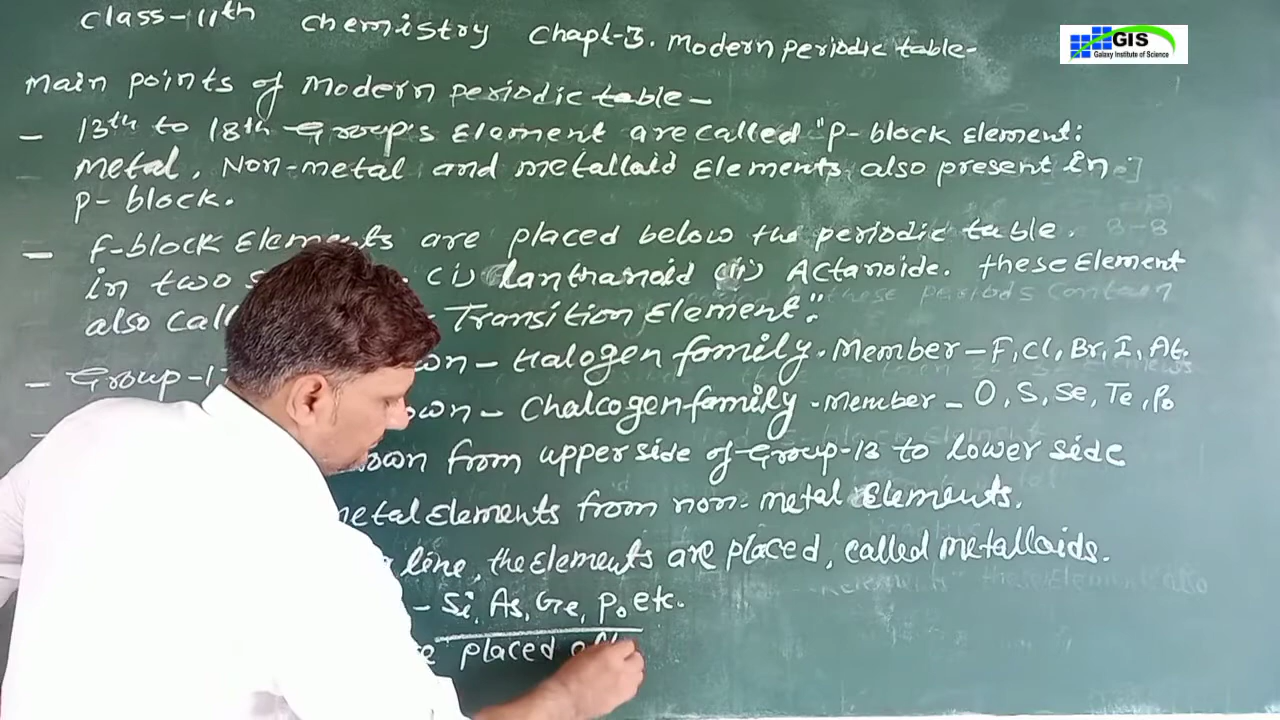 Class-11th Chemistry Chapt-3. Modern periodic table-
GIS
Galaxy Institute of Science
Main points of Modern periodic table-
- 13th to 18th Group's Element are called "P-block Element:
Metal, Non-metal and metalloid Elements also present in
P-block.
- F-block Elements are placed below the periodic table.
in two (i) Lanthanoid (ii) Actanoide. these Element
also Transition Element".
- Group-1 - Halogen family. Member - F, Cl, Br, I, At.
- Chalcogen family - Member - O, S, Se, Te, Po
from upper side of Group-13 to lower side
metal Elements from non-metal Elements.
line, the Elements are placed, called metalloids.
- Si, As, Ge, Po etc.
placed